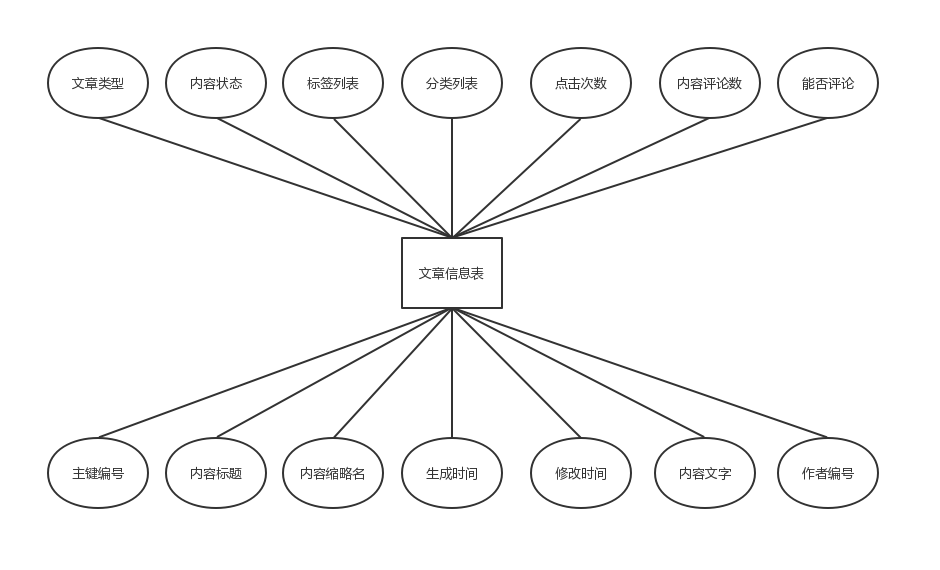 文章类型
内容状态
标签列表
分类列表
点击次数
内容评论数
能否评论
文章信息表
主键编号
内容标题
内容缩略名
生成时间
修改时间
内容文字
作者编号